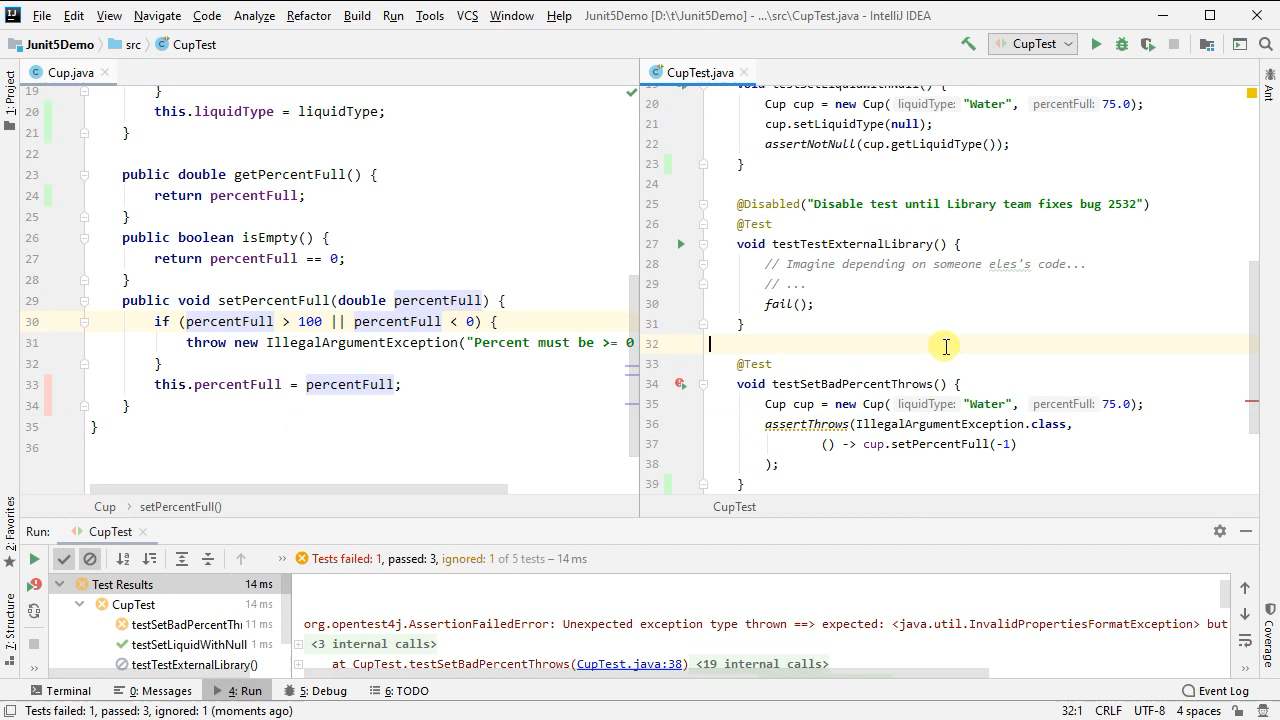 File Edit View Navigate Code Analyze Refactor Build Run Tools VCS Window Help Junit5Demo [D:\t\Junit5Demo] - ...\src\CupTest.java - IntelliJ IDEA
Junit5Demo src CupTest CupTest
1: Project
Cup.java
19 }
20 this.liquidType = liquidType;
21 }
22
23 public double getPercentFull() {
24 return percentFull;
25 }
26 public boolean isEmpty() {
27 return percentFull == 0;
28 }
29 public void setPercentFull(double percentFull) {
30 if (percentFull > 100 || percentFull < 0) {
31 throw new IllegalArgumentException("Percent must be >= 0
32 }
33 this.percentFull = percentFull;
34 }
35 }
36
Cup setPercentFull()
CupTest.java
19 void testSetLiquidWithNull() {
20 Cup cup = new Cup( liquidType: "Water", percentFull: 75.0);
21 cup.setLiquidType(null);
22 assertNotNull(cup.getLiquidType());
23 }
24
25 @Disabled("Disable test until Library team fixes bug 2532")
26 @Test
27 void testTestExternalLibrary() {
28 // Imagine depending on someone eles's code...
29 // ...
30 fail();
31 }
32
33 @Test
34 void testSetBadPercentThrows() {
35 Cup cup = new Cup( liquidType: "Water", percentFull: 75.0);
36 assertThrows(IllegalArgumentException.class,
37 () -> cup.setPercentFull(-1)
38 );
39 }
CupTest
Ant
2: Favorites
7: Structure
Coverage
Run: CupTest
Tests failed: 1, passed: 3, ignored: 1 of 5 tests – 14 ms
Test Results 14 ms
CupTest 14 ms
testSetBadPercentThr
testSetLiquidWithNull 1 ms
testTestExternalLibrary()
org.opentest4j.AssertionFailedError: Unexpected exception type thrown ==> expected: <java.util.InvalidPropertiesFormatException> but
<3 internal calls>
at CupTest.testSetBadPercentThrows(CupTest.java:38) <19 internal calls>
Terminal 0: Messages 4: Run 5: Debug 6: TODO Event Log
Tests failed: 1, passed: 3, ignored: 1 (moments ago) 32:1 CRLF UTF-8 4 spaces